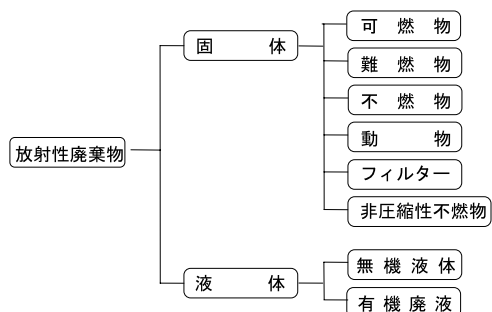 放射性廃棄物
固体
可燃物
難燃物
不燃物
動物
フィルター
非圧縮性不燃物
液体
無機液体
有機廃液